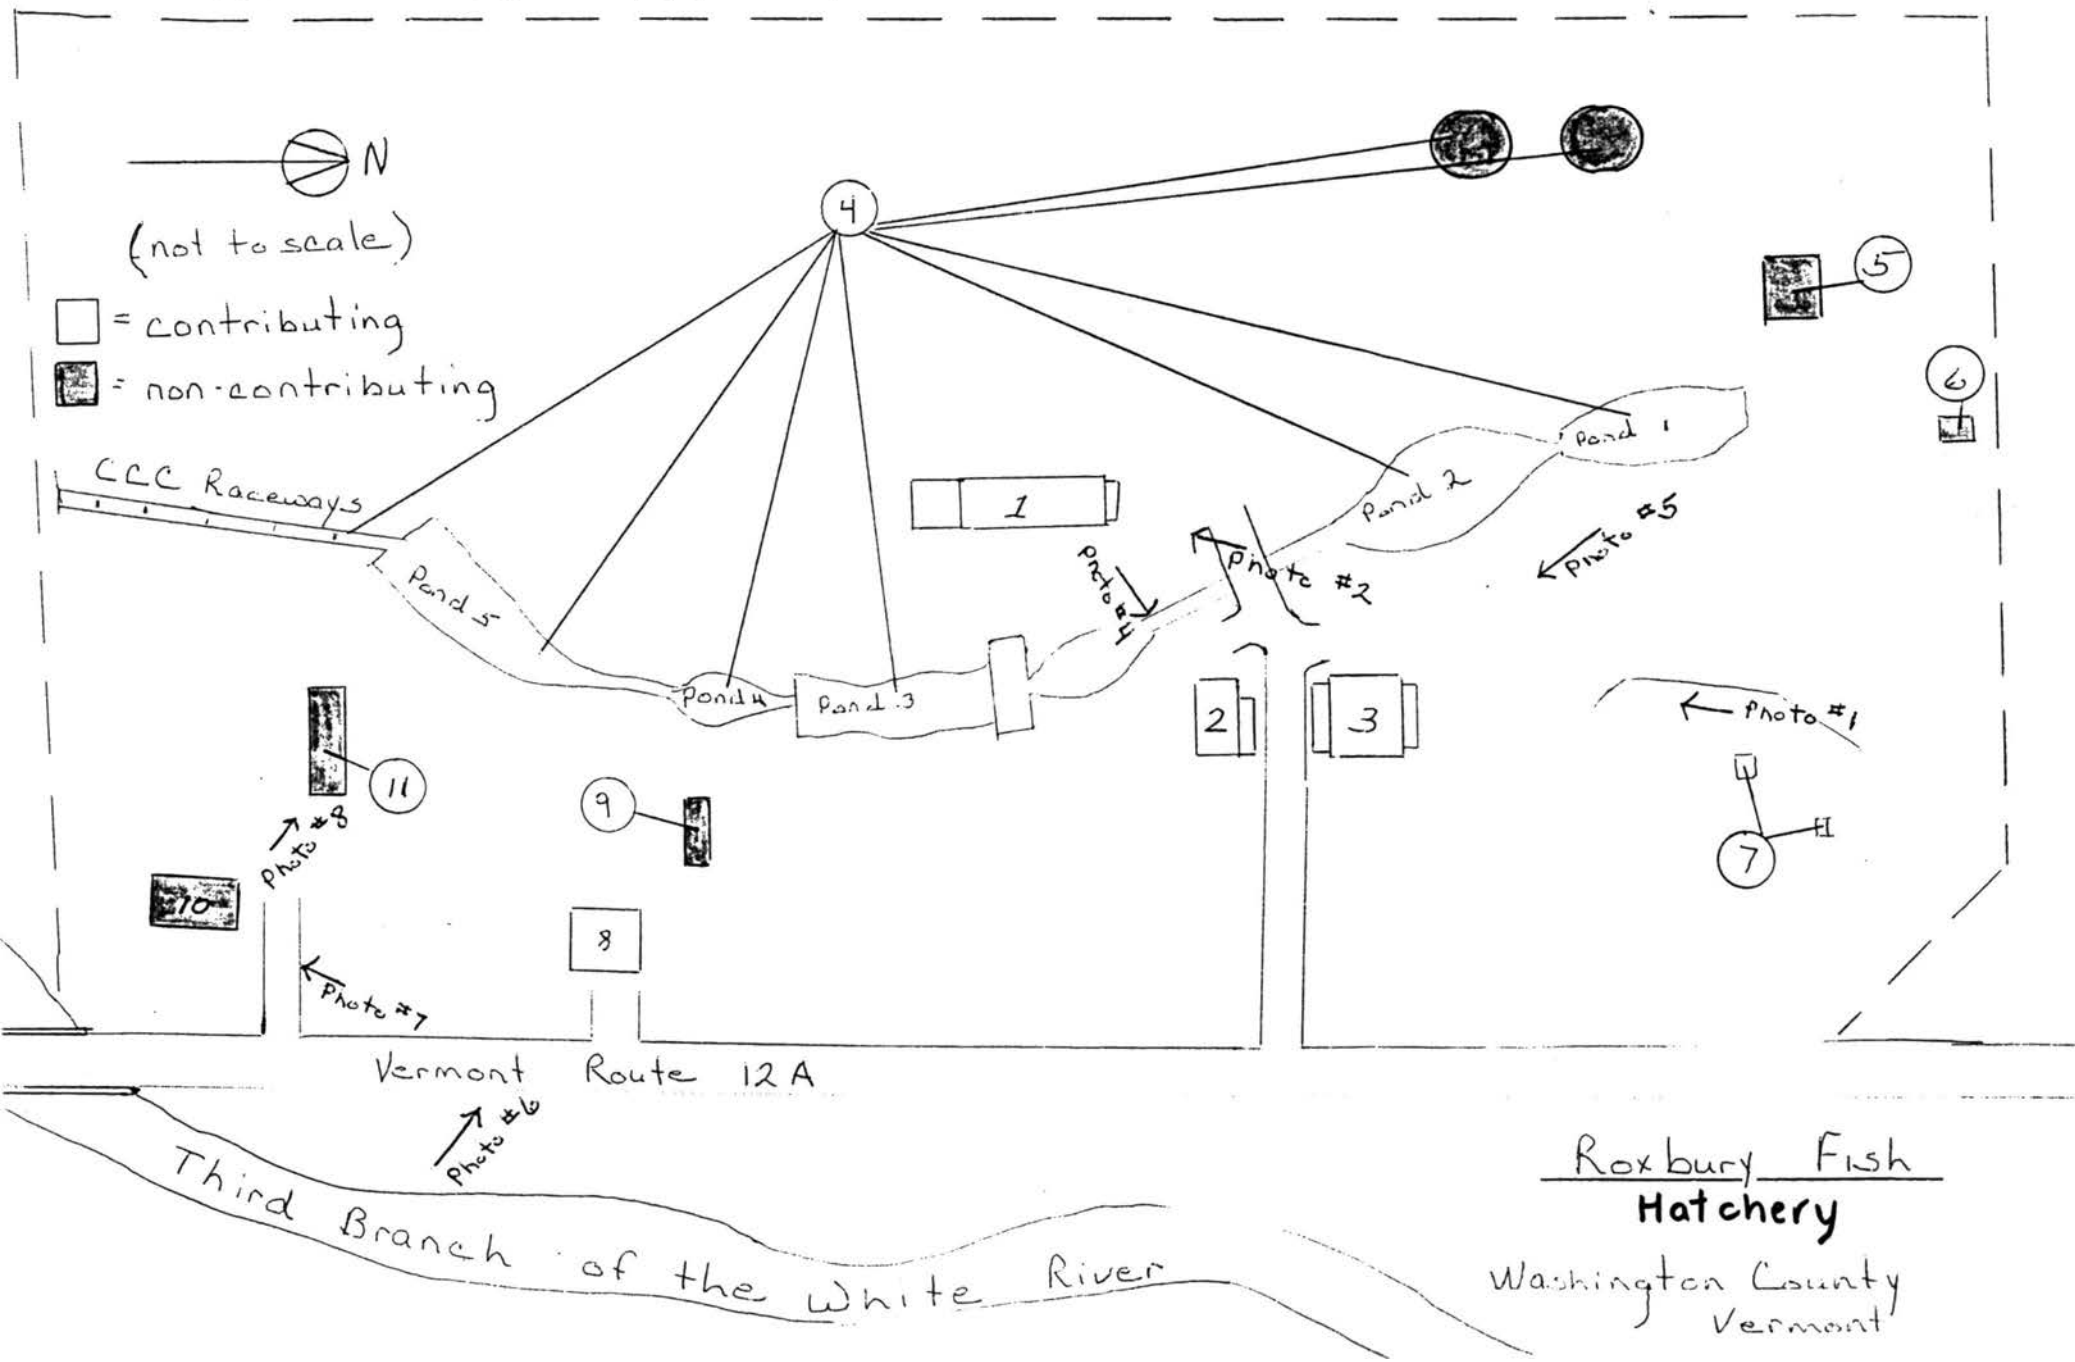 N
(not to scale)
= contributing
= non-contributing
4
5
6
CCC Raceways
Pond 1
Pond 2
Pond 5
Pond 4
Pond 3
1
Photo #5
Photo #2
Photo #4
2
3
Photo #1
7
11
9
Photo #8
10
8
Photo #7
Vermont Route 12A
Photo #6
Third Branch of the White River
Roxbury Fish
Hatchery
Washington County
Vermont